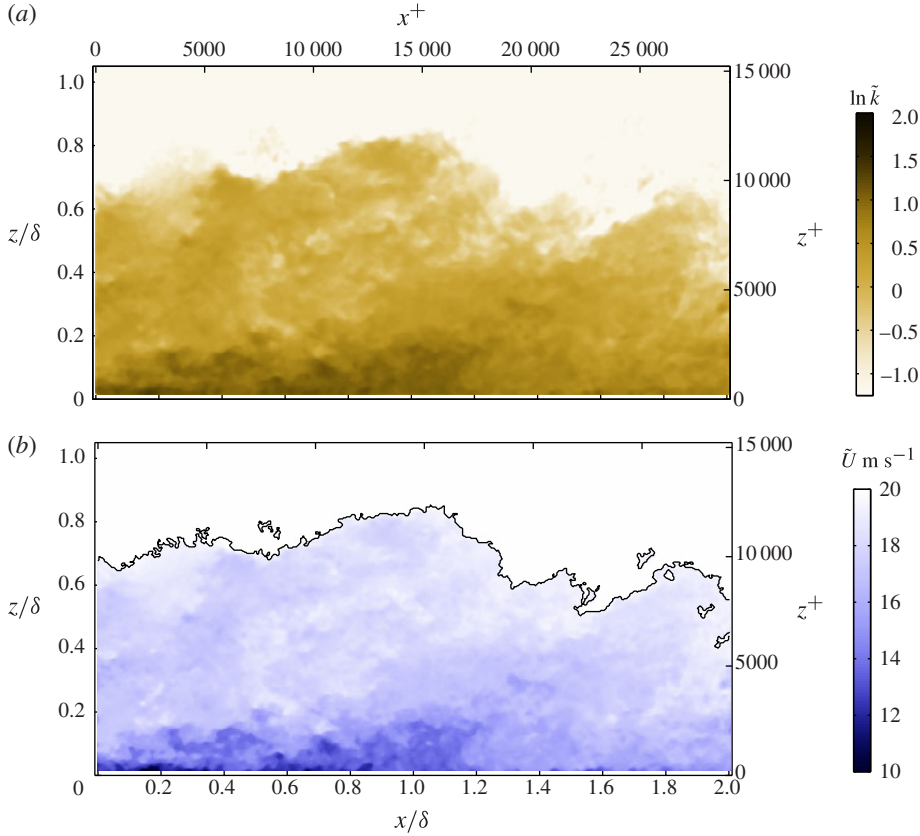 (a)
x⁺
0 5000 10 000 15 000 20 000 25 000
1.0 15 000
ln k̃
0.8 2.0
1.5
10 000
0.6 1.0
z/δ z⁺ 0.5
0.4 0
5000
0.2 −0.5
−1.0
0 0
(b)
1.0 15 000
Ũ m s⁻¹
0.8 20
10 000 18
0.6
z/δ z⁺ 16
0.4
5000 14
0.2 12
0 0 10
0.2 0.4 0.6 0.8 1.0 1.2 1.4 1.6 1.8 2.0
x/δ